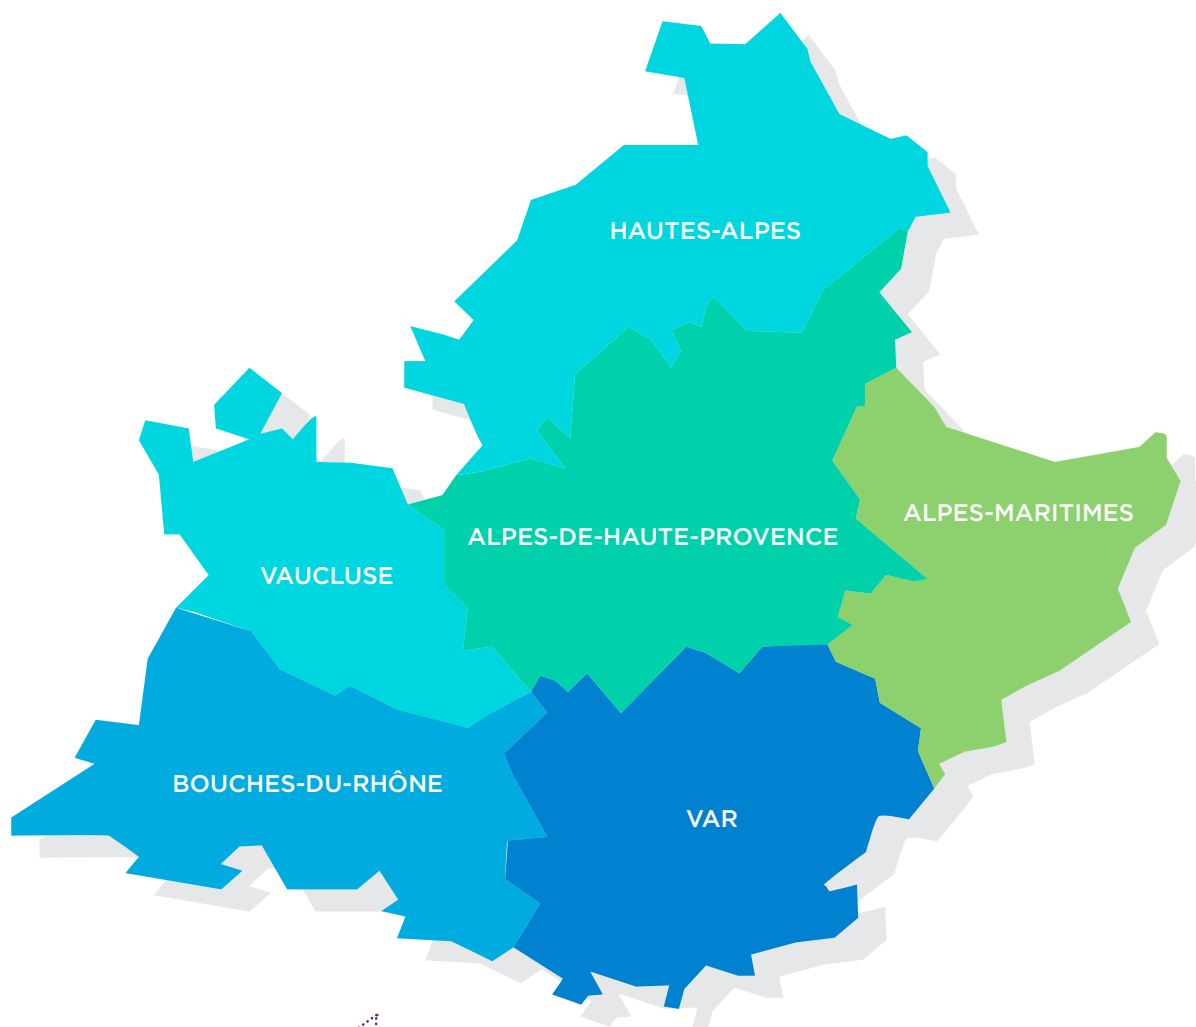 HAUTES-ALPES
ALPES-MARITIMES
ALPES-DE-HAUTE-PROVENCE
VAUCLUSE
BOUCHES-DU-RHÔNE
VAR